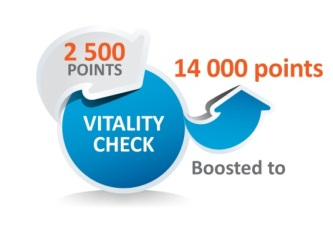 2 500
POINTS
14 000 points
VITALITY
CHECK
Boosted to